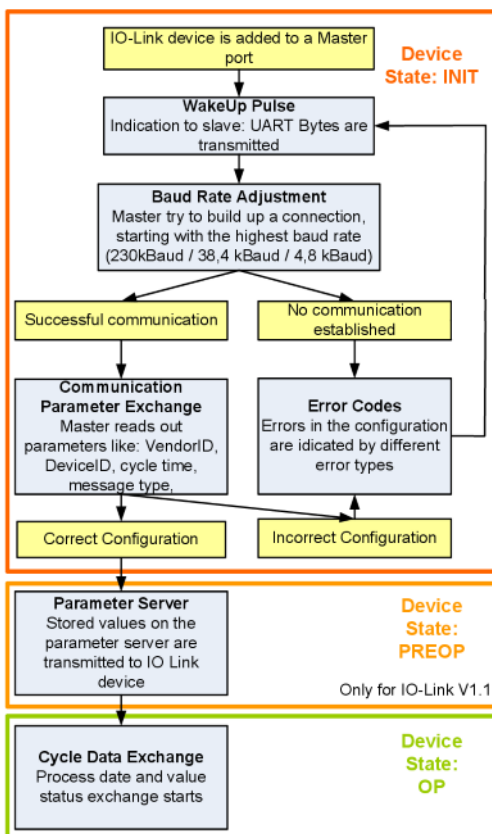 IO-Link device is added to a Master
port
Device
State: INIT
WakeUp Pulse
Indication to slave: UART Bytes are
transmitted
Baud Rate Adjustment
Master try to build up a connection,
starting with the highest baud rate
(230kBaud / 38,4 kBaud / 4,8 kBaud)
Successful communication
No communication
established
Communication
Parameter Exchange
Master reads out
parameters like: VendorID,
DeviceID, cycle time,
message type,
Error Codes
Errors in the configuration
are idicated by different
error types
Correct Configuration
Incorrect Configuration
Parameter Server
Stored values on the
parameter server are
transmitted to IO Link
device
Device
State:
PREOP
Only for IO-Link V1.1
Cycle Data Exchange
Process date and value
status exchange starts
Device
State:
OP